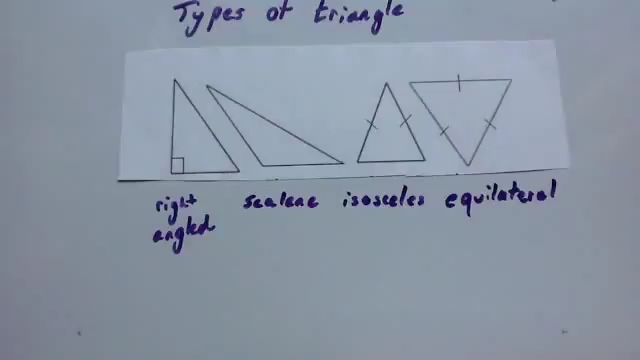 Types of triangle
right scalene isosceles equilateral
angled